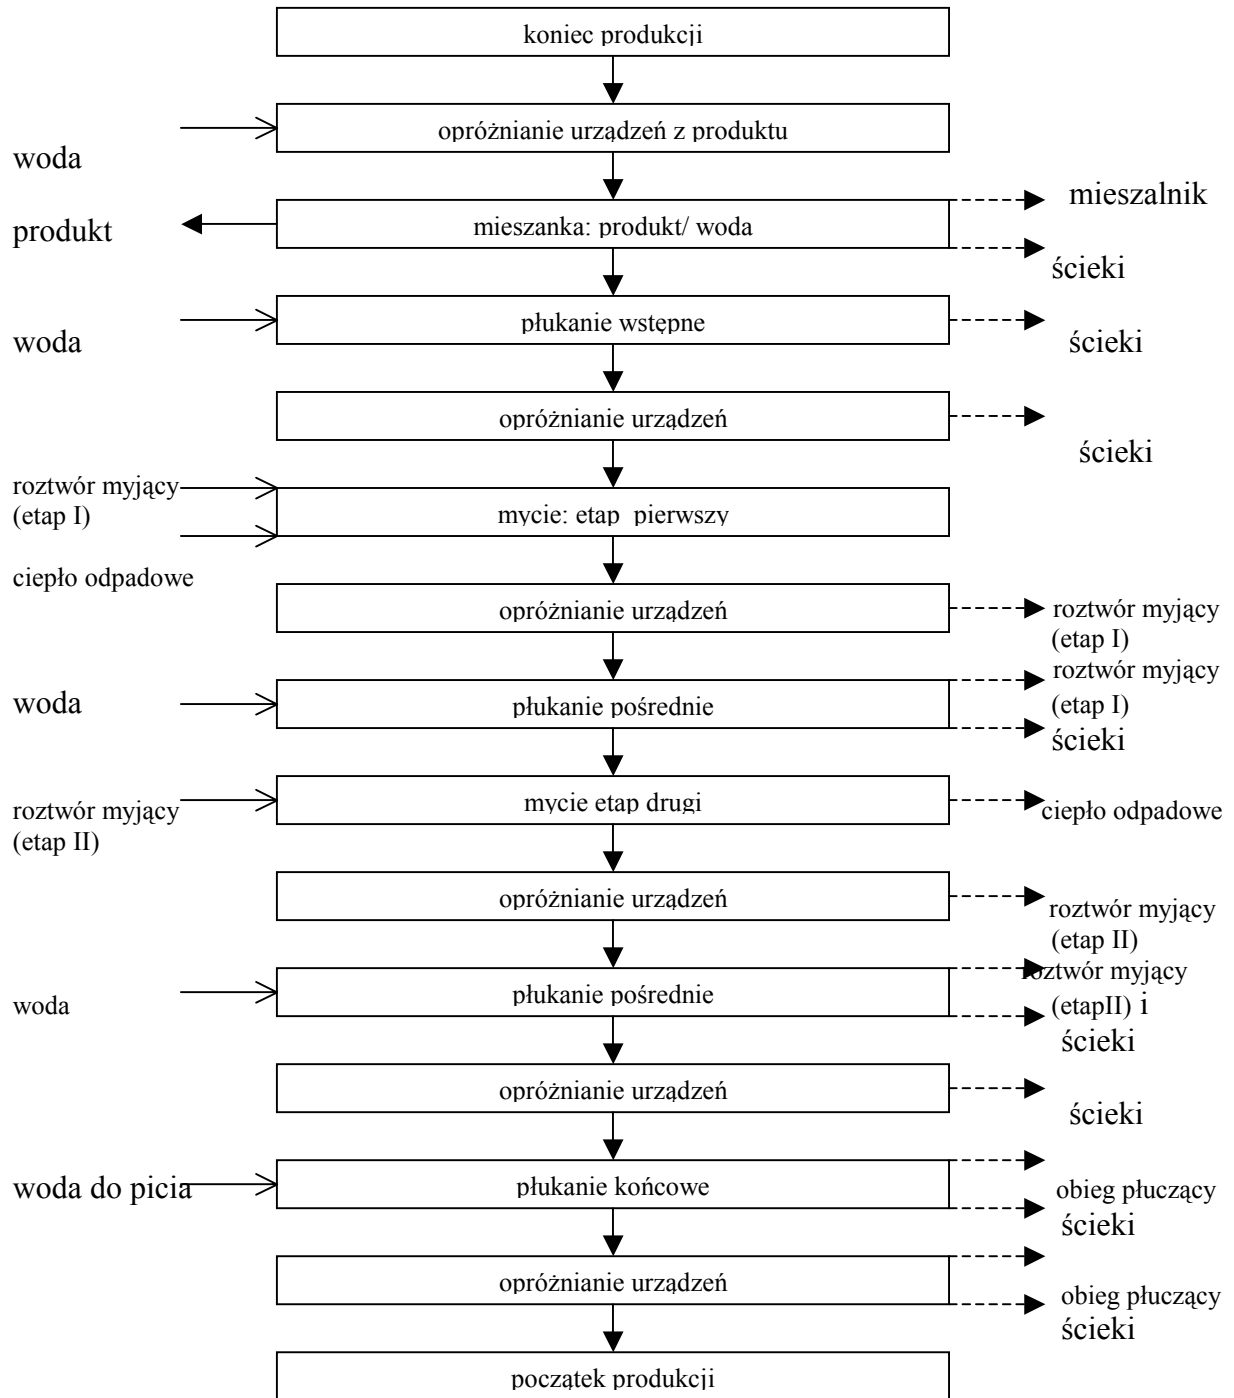 koniec produkcji
opróżnianie urządzeń z produktu
woda
mieszalnik
produkt
mieszanka: produkt/ woda
ścieki
płukanie wstępne
woda
ścieki
opróżnianie urządzeń
ścieki
roztwór myjący
(etap I)
mycie: etap  pierwszy
ciepło odpadowe
opróżnianie urządzeń
roztwór myjący
(etap I)
roztwór myjący
woda
płukanie pośrednie
(etap I)
ścieki
roztwór myjący
(etap II)
mycie etap drugi
ciepło odpadowe
opróżnianie urządzeń
roztwór myjący
(etap II)
roztwór myjący
woda
płukanie pośrednie
(etapII) i
ścieki
opróżnianie urządzeń
ścieki
woda do picia
płukanie końcowe
obieg płuczący
ścieki
opróżnianie urządzeń
obieg płuczący
ścieki
początek produkcji